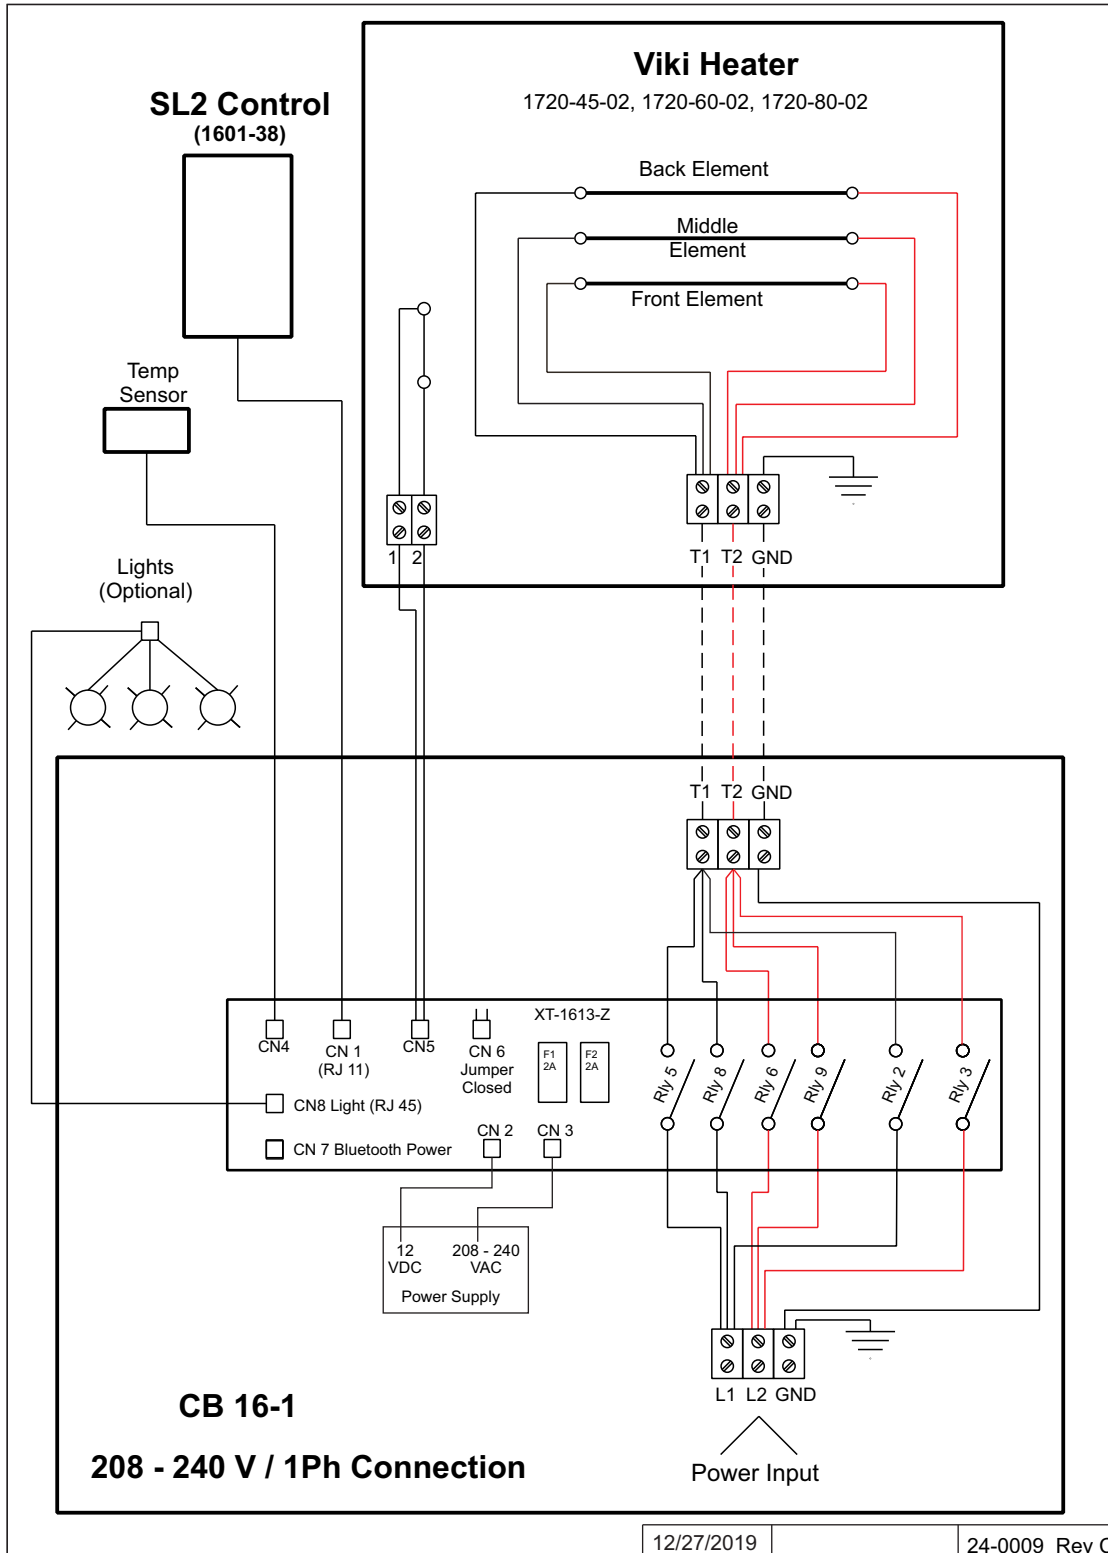 Viki Heater
1720-45-02, 1720-60-02, 1720-80-02
SL2 Control
(1601-38)
Back Element
Middle
Element
Front Element
Temp
Sensor
1 2
T1 T2 GND
Lights
(Optional)
T1 T2 GND
XT-1613-Z
CN4
CN 1
(RJ 11)
CN5
CN 6
Jumper
Closed
F1
2A
F2
2A
Rly 5
Rly 8
Rly 6
Rly 9
Rly 2
Rly 3
CN8 Light (RJ 45)
CN 7 Bluetooth Power
CN 2
CN 3
12
VDC
208 - 240
VAC
Power Supply
L1 L2 GND
Power Input
CB 16-1
208 - 240 V / 1Ph Connection
12/27/2019
24-0009 Rev